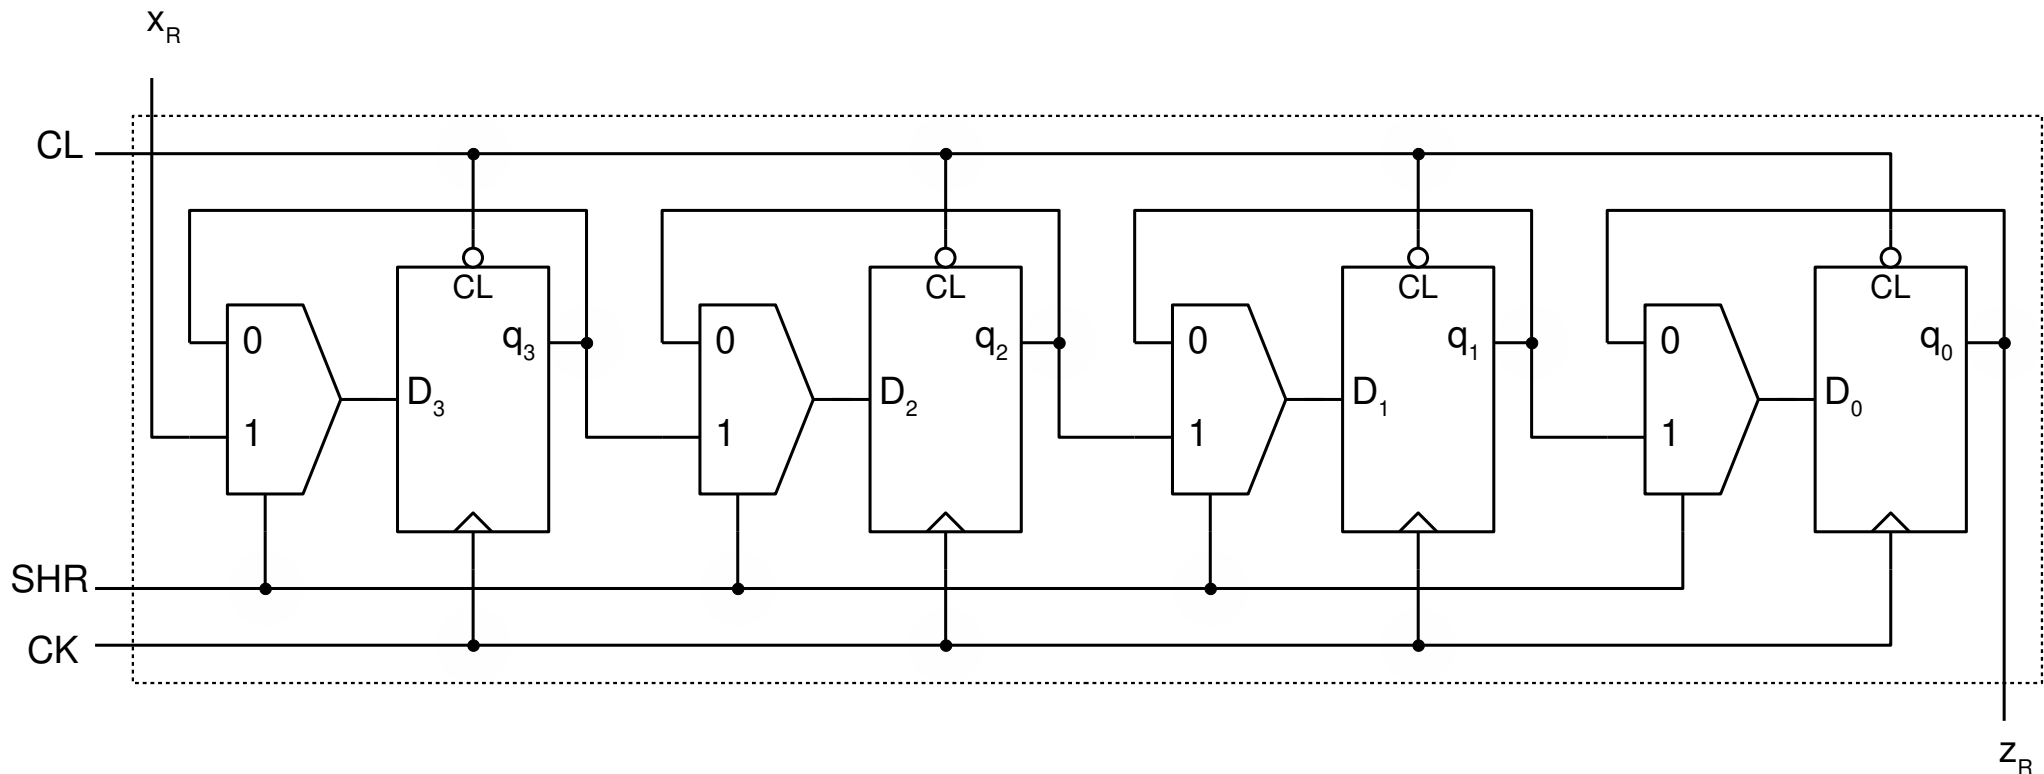 x_R
CL
CL CL CL CL
0 q_3 0 q_2 0 q_1 0 q_0
D_3 D_2 D_1 D_0
1 1 1 1
SHR
CK
z_R